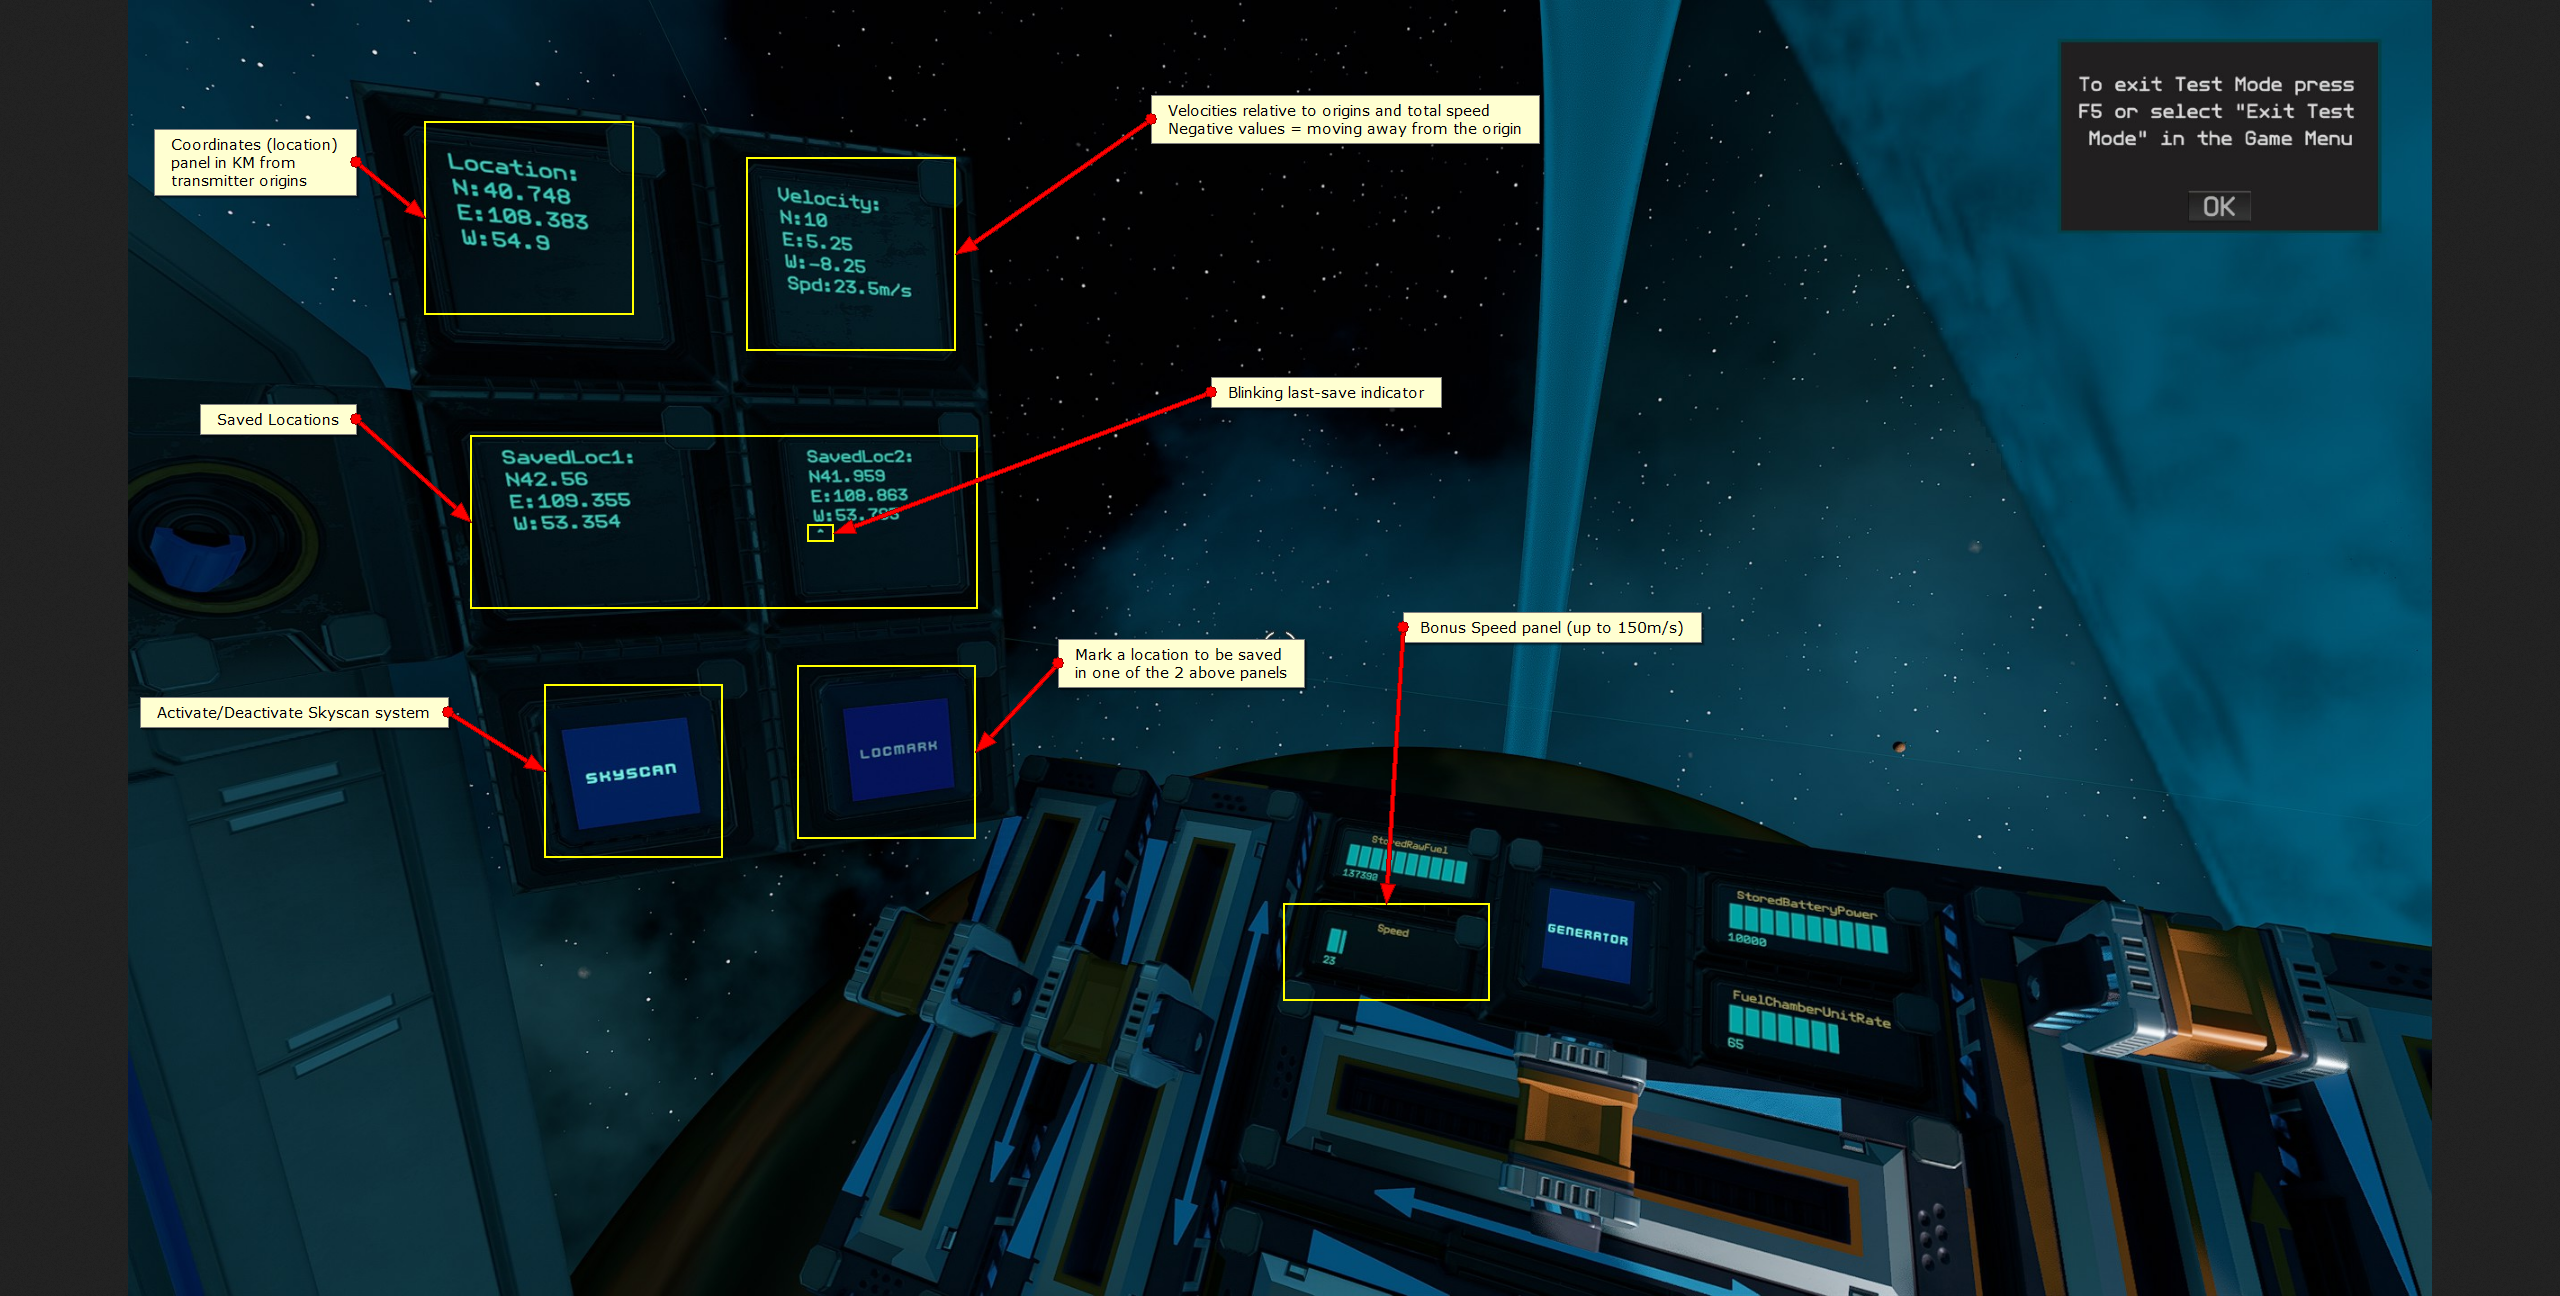 Coordinates (location)
panel in KM from
transmitter origins
Location:
N:40.748
E:108.383
W:54.9
Velocity:
N:10
E:5.25
W:-8.25
Spd:23.5m/s
Velocities relative to origins and total speed
Negative values = moving away from the origin
To exit Test Mode press
F5 or select "Exit Test
Mode" in the Game Menu
OK
Saved Locations
SavedLoc1:
N42.56
E:109.355
W:53.354
SavedLoc2:
N41.959
E:108.863
^
Blinking last-save indicator
Activate/Deactivate Skyscan system
SKYSCAN
LOCMARK
Mark a location to be saved
in one of the 2 above panels
Bonus Speed panel (up to 150m/s)
StoredRawFuel
137390
Speed
23
GENERATOR
StoredBatteryPower
10000
FuelChamberUnitRate
65